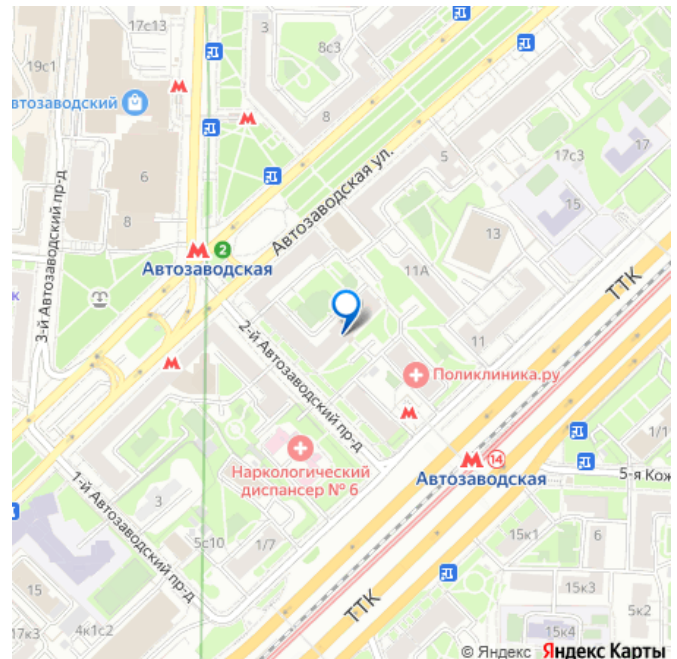 17с13
3
8с3
19с1
втозаводский
8
17
17с3
5
6
Автозаводская ул.
15
8
13
3-й Автозаводский пр-д
2
Автозаводская
11А
ТТК
к
2-й Автозаводский пр-д
11
Поликлиника.ру
1/1
14
Автозаводская
5-я Кож
Наркологический
диспансер № 6
1-й Автозаводский пр-д
3
5с10
1/7
15к1
6
15
15к3
ТТК
5к2
17к3
4к1с2
15к4
© Яндекс Яндекс Карты